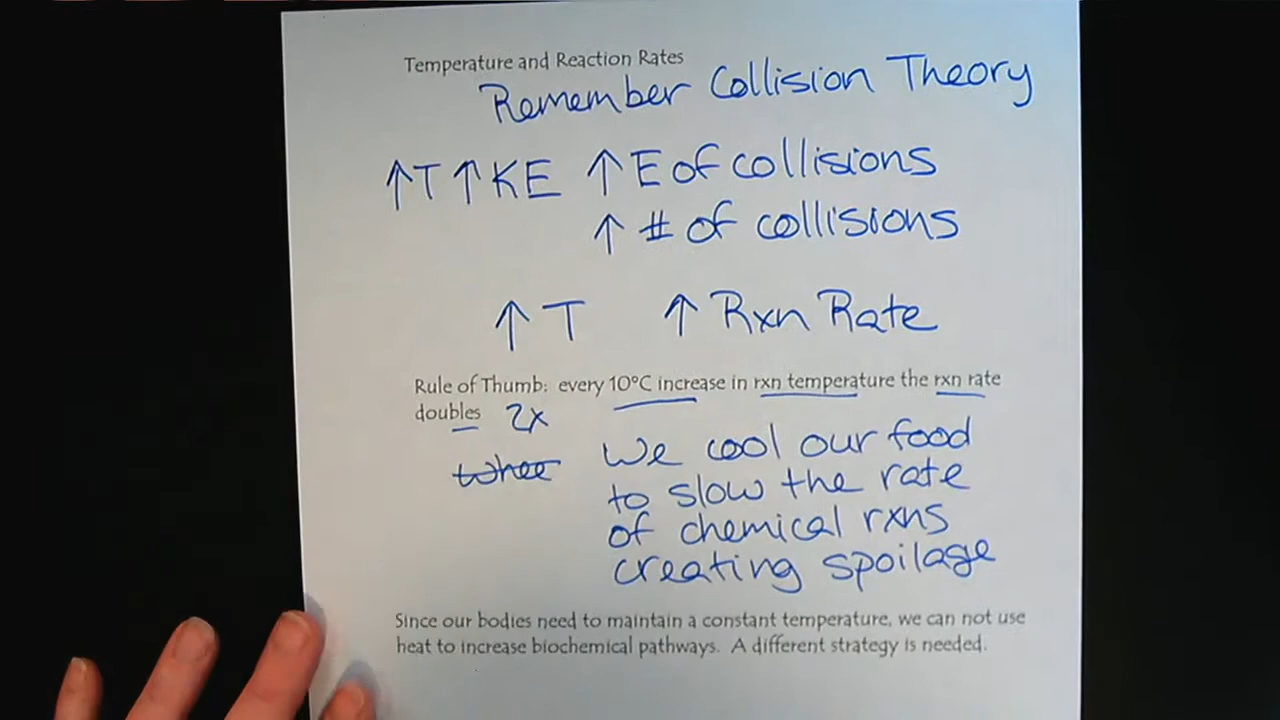 Temperature and Reaction Rates
Remember Collision Theory
↑T ↑KE ↑ E of collisions
↑ # of collisions
↑ T ↑ Rxn Rate
Rule of Thumb: every 10°C increase in rxn temperature the rxn rate
doubles 2x
whee
We cool our food
to slow the rate
of chemical rxns
creating spoilage
Since our bodies need to maintain a constant temperature, we can not use
heat to increase biochemical pathways. A different strategy is needed.